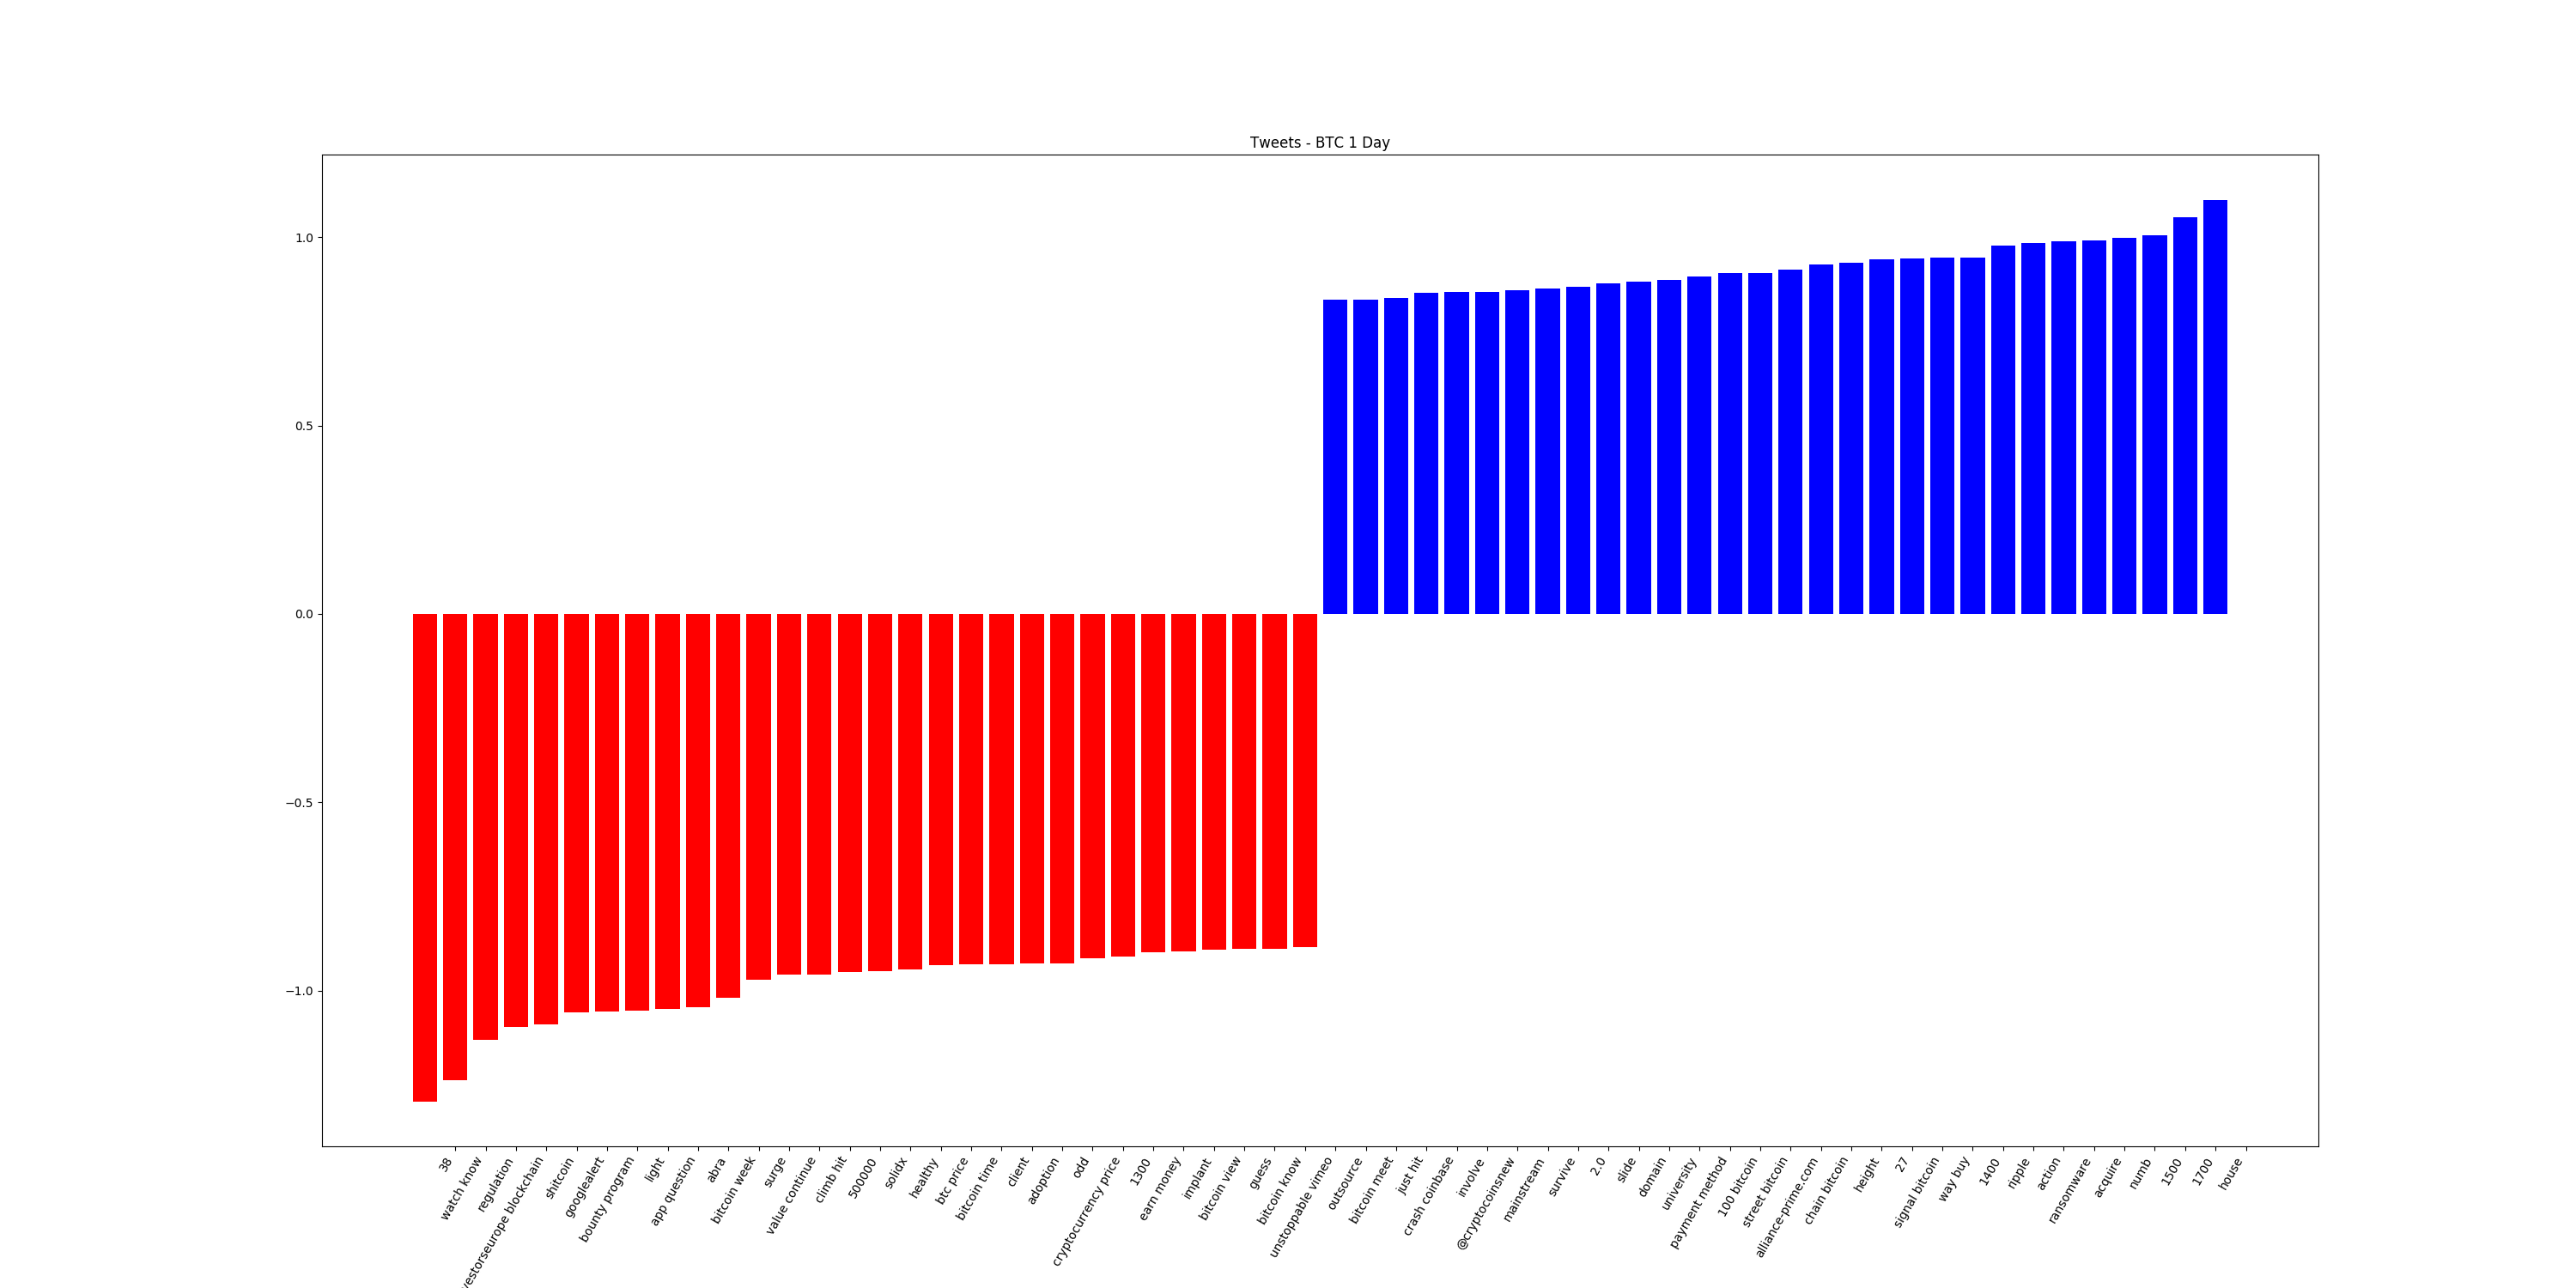 Tweets - BTC 1 Day
1.0
0.5
0.0
−0.5
−1.0
38
watch know
regulation
vestorseurope blockchain
shitcoin
googlealert
bounty program
light
app question
abra
bitcoin week
surge
value continue
climb hit
500000
solidx
healthy
btc price
bitcoin time
client
adoption
odd
cryptocurrency price
1300
earn money
implant
bitcoin view
guess
bitcoin know
unstoppable vimeo
outsource
bitcoin meet
just hit
crash coinbase
involve
@cryptocoinsnew
mainstream
survive
2.0
slide
domain
university
payment method
100 bitcoin
street bitcoin
alliance-prime.com
chain bitcoin
height
27
signal bitcoin
way buy
1400
ripple
action
ransomware
acquire
numb
1500
1700
house